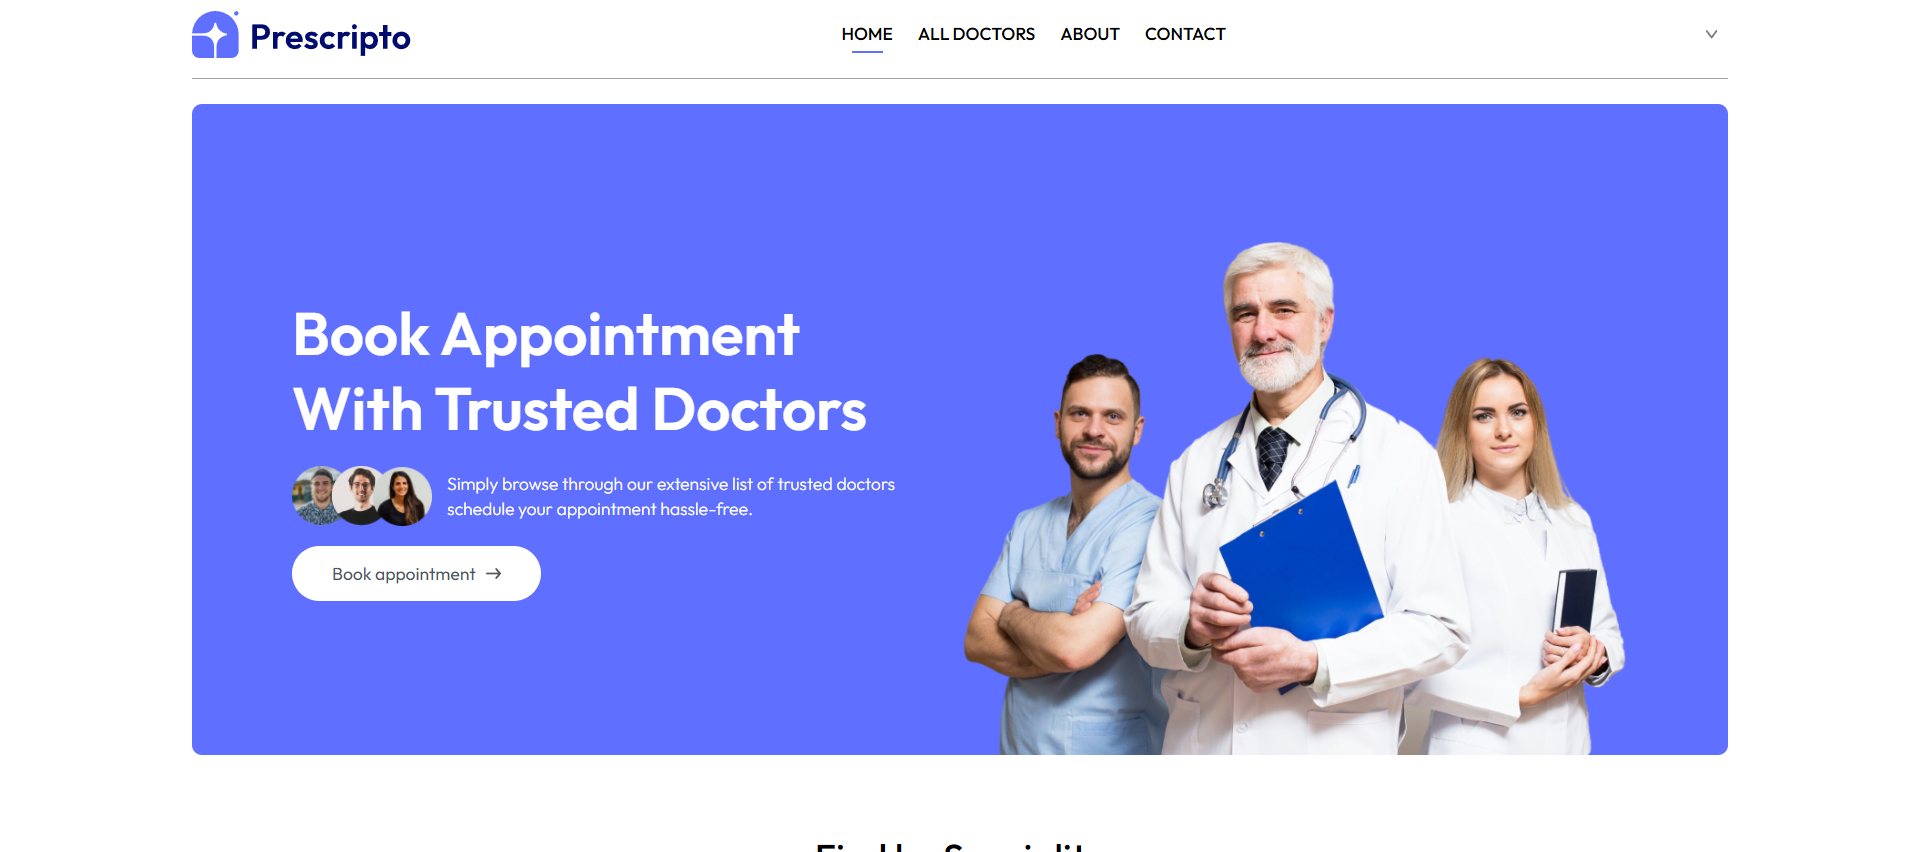 Prescripto
HOME
ALL DOCTORS
ABOUT
CONTACT
Book Appointment
With Trusted Doctors
Simply browse through our extensive list of trusted doctors
schedule your appointment hassle-free.
Book appointment